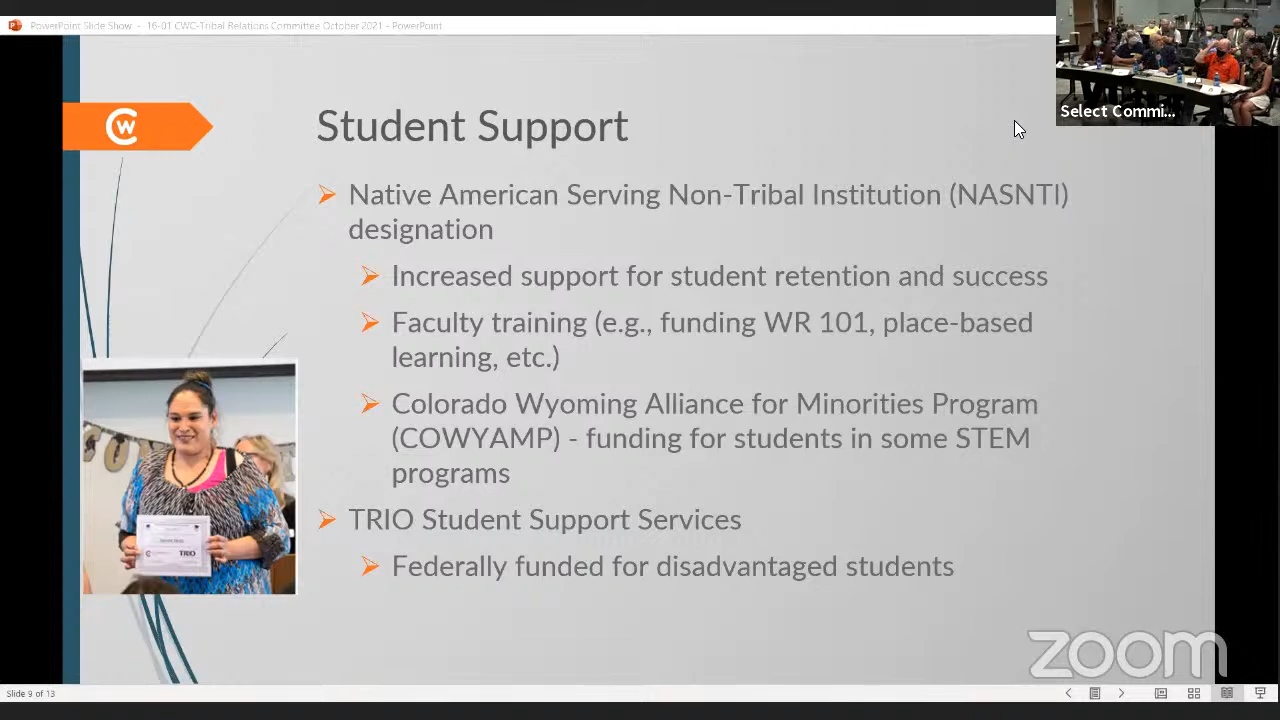 PowerPoint Slide Show - 16-01 CWC-Tribal Relations Committee October 2021 - PowerPoint
Select Commi...
CW
Student Support
Native American Serving Non-Tribal Institution (NASNTI)
designation
Increased support for student retention and success
Faculty training (e.g., funding WR 101, place-based
learning, etc.)
Colorado Wyoming Alliance for Minorities Program
(COWYAMP) - funding for students in some STEM
programs
TRIO Student Support Services
Federally funded for disadvantaged students
TRIO
zoom
Slide 9 of 13